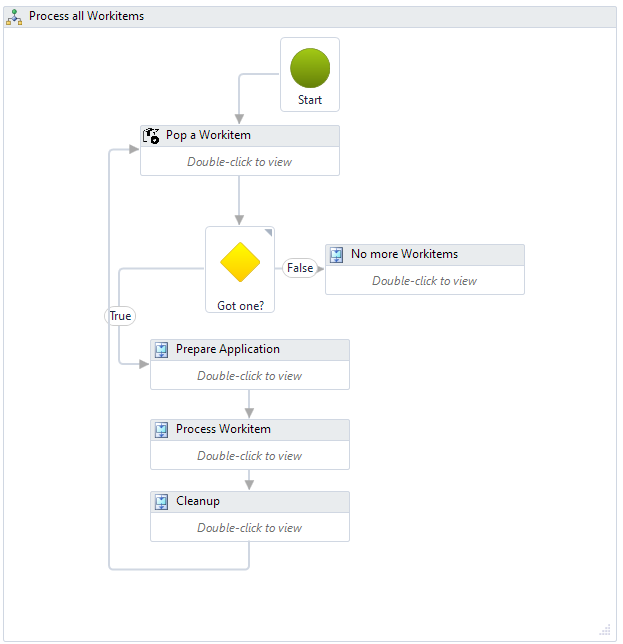 Process all Workitems
Start
Pop a Workitem
Double-click to view
Got one?
False
No more Workitems
Double-click to view
True
Prepare Application
Double-click to view
Process Workitem
Double-click to view
Cleanup
Double-click to view